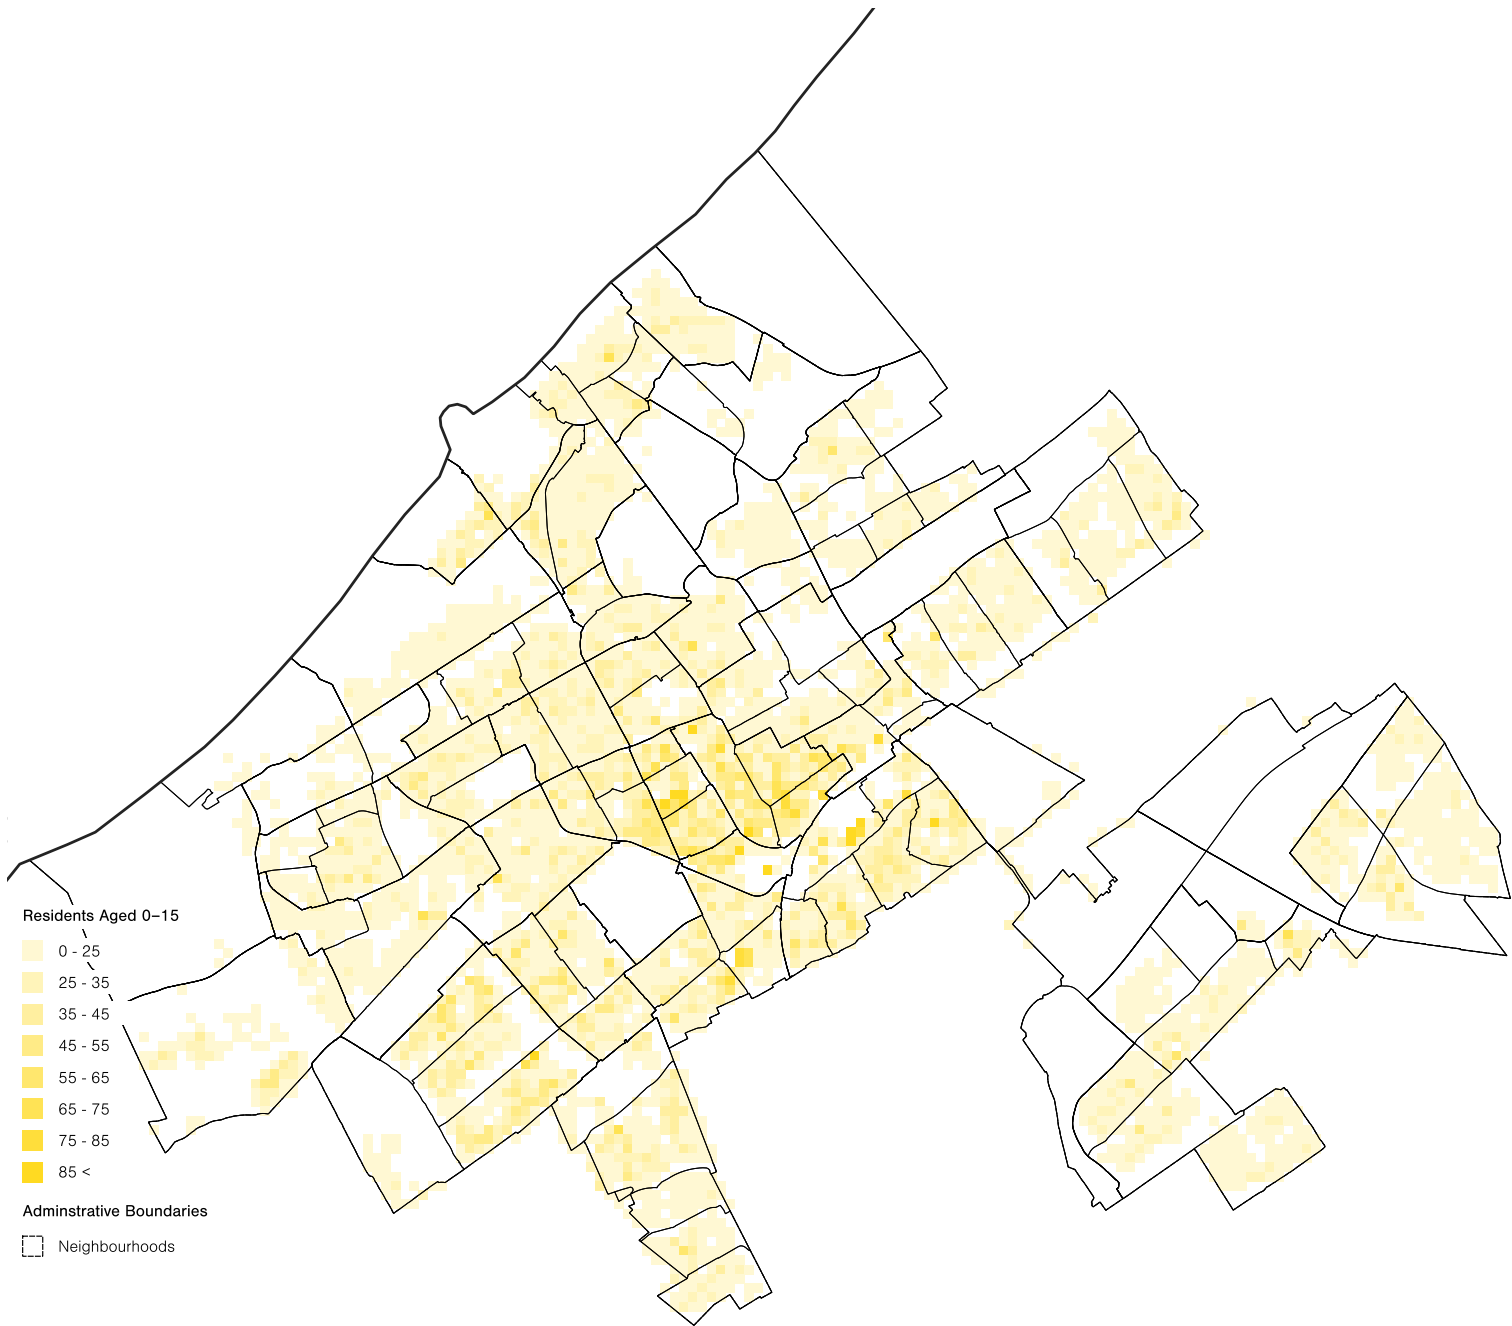 Residents Aged 0–15
0 - 25
25 - 35
35 - 45
45 - 55
55 - 65
65 - 75
75 - 85
85 <
Adminstrative Boundaries
Neighbourhoods